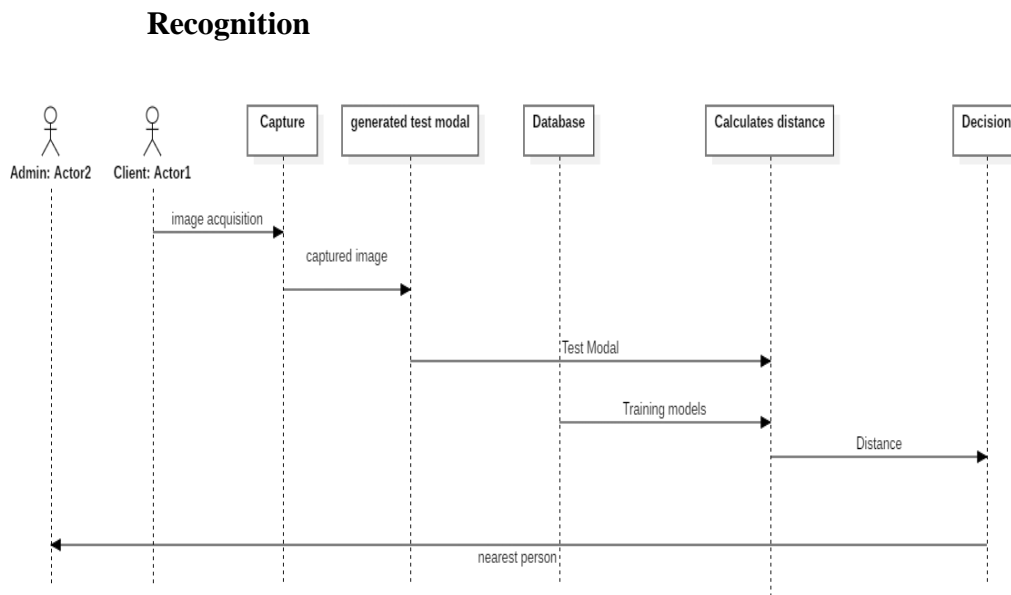 Recognition
Capture
generated test modal
Database
Calculates distance
Decision
Admin: Actor2
Client: Actor1
image acquisition
captured image
Test Modal
Training models
Distance
nearest person